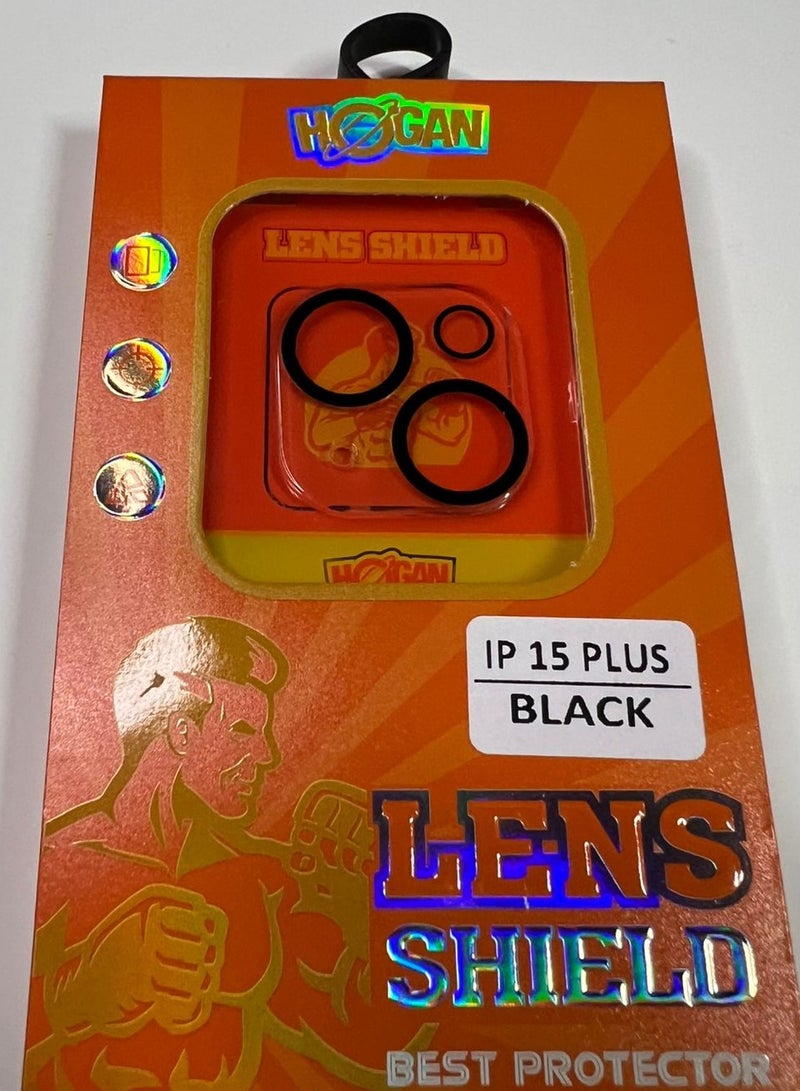 HOGAN
LENS SHIELD
HOGAN
IP 15 PLUS
BLACK
LENS
SHIELD
BEST PROTECTOR